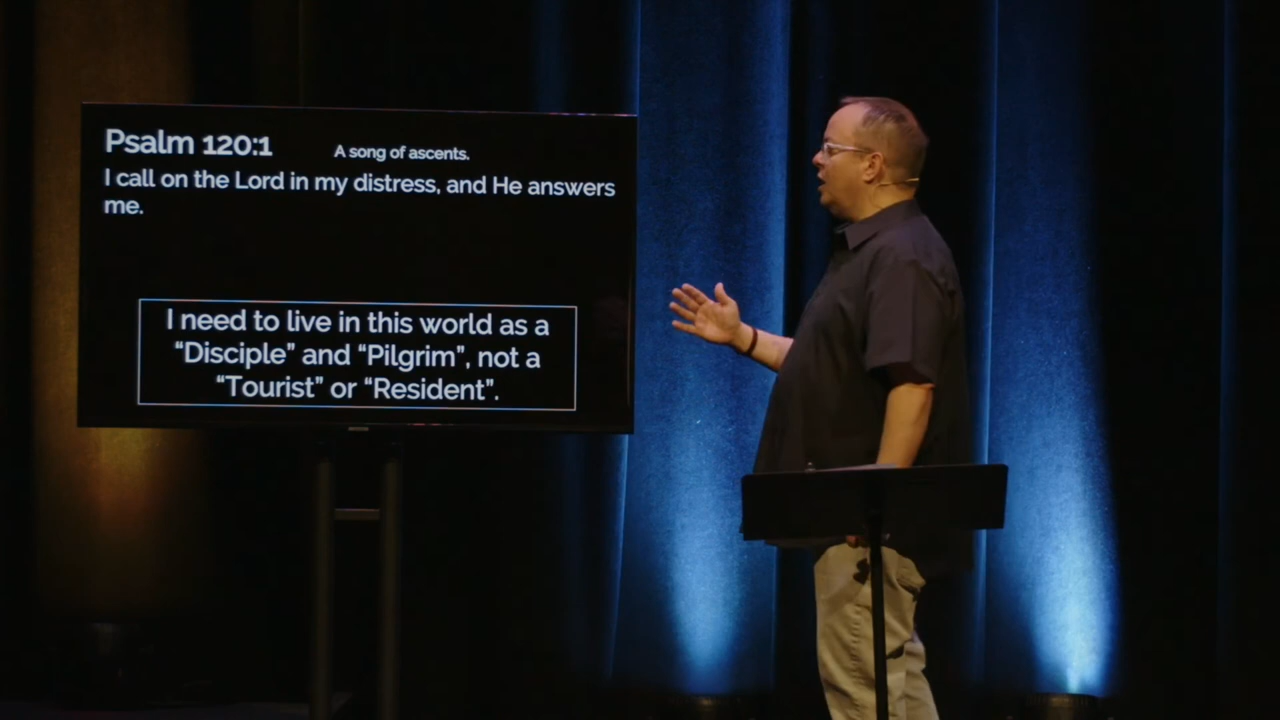 Psalm 120:1 A song of ascents.
I call on the Lord in my distress, and He answers
me.
I need to live in this world as a
“Disciple” and “Pilgrim”, not a
“Tourist” or “Resident”.